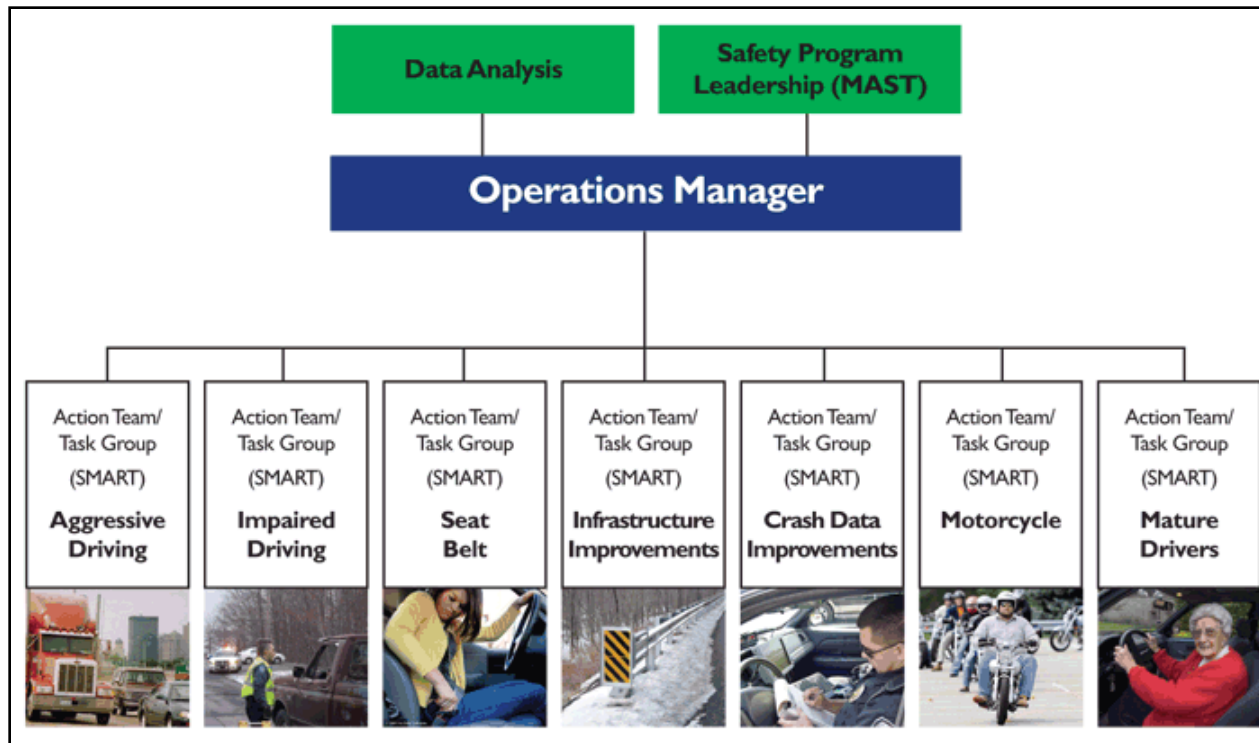 Data Analysis
Safety Program
Leadership (MAST)
Operations Manager
Action Team/
Task Group
(SMART)
Aggressive
Driving
Action Team/
Task Group
(SMART)
Impaired
Driving
Action Team/
Task Group
(SMART)
Seat
Belt
Action Team/
Task Group
(SMART)
Infrastructure
Improvements
Action Team/
Task Group
(SMART)
Crash Data
Improvements
Action Team/
Task Group
(SMART)
Motorcycle
Action Team/
Task Group
(SMART)
Mature
Drivers